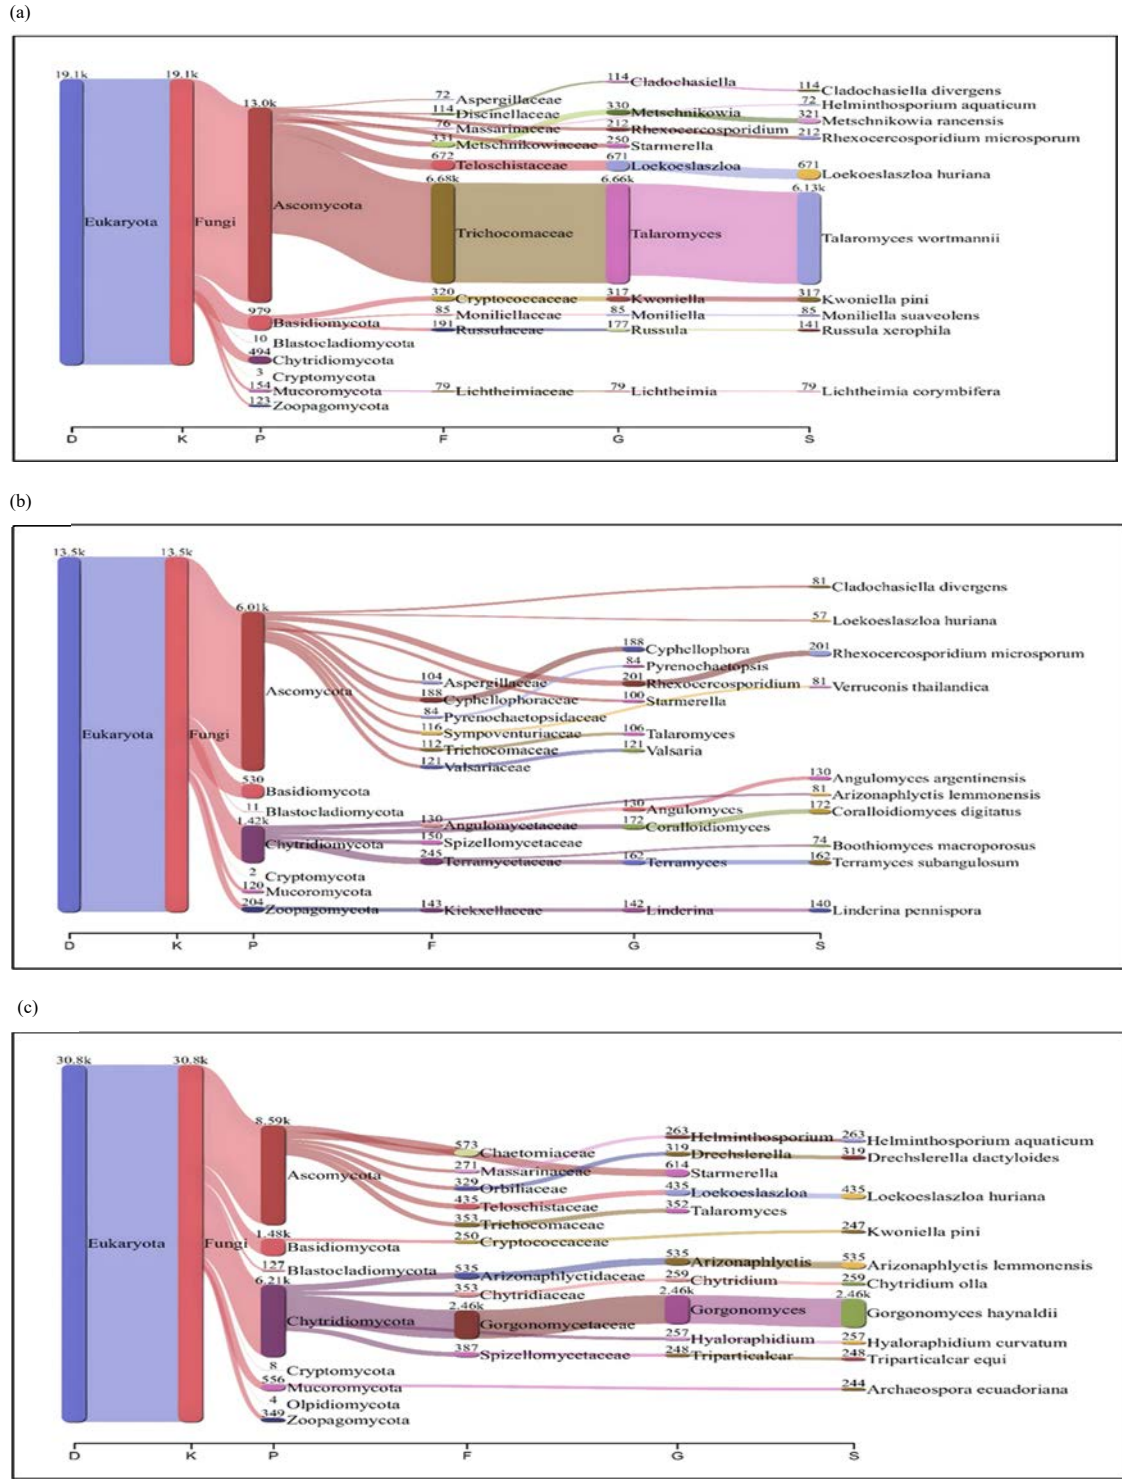 (a)
19.1k
19.1k
13.0k
Eukaryota
Fungi
Ascomycota
979
Basidiomycota
10
Blastocladiomycota
494
Chytridiomycota
3
Cryptomycota
154
Mucoromycota
123
Zoopagomycota
72
Aspergillaceae
114
Discinellaceae
76
Massarinaceae
331
Metschnikowiaceae
672
Teloschistaceae
6.68k
Trichocomaceae
320
Cryptococcaceae
85
Moniliellaceae
191
Russulaceae
79
Lichtheimiaceae
114
Cladochasiella
330
Metschnikowia
212
Rhexocercosporidium
250
Starmerella
671
Loekoeslaszloa
6.66k
Talaromyces
317
Kwoniella
85
Moniliella
177
Russula
79
Lichtheimia
114
Cladochasiella divergens
72
Helminthosporium aquaticum
321
Metschnikowia rancensis
212
Rhexocercosporidium microsporum
671
Loekoeslaszloa huriana
6.13k
Talaromyces wortmannii
317
Kwoniella pini
85
Moniliella suaveolens
141
Russula xerophila
79
Lichtheimia corymbifera
D K P F G S
(b)
13.5k
13.5k
6.01k
Eukaryota
Fungi
Ascomycota
530
Basidiomycota
11
Blastocladiomycota
1.42k
Chytridiomycota
2
Cryptomycota
120
Mucoromycota
204
Zoopagomycota
104
Aspergillaceae
188
Cyphellophoraceae
84
Pyrenochaetopsidaceae
116
Sympoventuriaceae
112
Trichocomaceae
121
Valsariaceae
130
Angulomycetaceae
150
Spizellomycetaceae
245
Terramycetaceae
143
Kickxellaceae
188
Cyphellophora
84
Pyrenochaetopsis
201
Rhexocercosporidium
100
Starmerella
106
Talaromyces
121
Valsaria
130
Angulomyces
172
Coralloidiomyces
162
Terramyces
142
Linderina
81
Cladochasiella divergens
57
Loekoeslaszloa huriana
201
Rhexocercosporidium microsporum
81
Verruconis thailandica
130
Angulomyces argentinensis
81
Arizonaphlyctis lemmonensis
172
Coralloidiomyces digitatus
74
Boothiomyces macroporosus
162
Terramyces subangulosum
140
Linderina pennispora
D K P F G S
(c)
30.8k
30.8k
8.59k
Eukaryota
Fungi
Ascomycota
1.48k
Basidiomycota
127
Blastocladiomycota
6.21k
Chytridiomycota
8
Cryptomycota
556
Mucoromycota
4
Olpidiomycota
349
Zoopagomycota
573
Chaetomiaceae
271
Massarinaceae
329
Orbiliaceae
435
Teloschistaceae
353
Trichocomaceae
250
Cryptococcaceae
535
Arizonaphlyctidaceae
353
Chytridiaceae
2.46k
Gorgonomycetaceae
387
Spizellomycetaceae
263
Helminthosporium
319
Drechslerella
614
Starmerella
435
Loekoeslaszloa
352
Talaromyces
535
Arizonaphlyctis
259
Chytridium
2.46k
Gorgonomyces
257
Hyaloraphidium
248
Triparticalcar
263
Helminthosporium aquaticum
319
Drechslerella dactyloides
435
Loekoeslaszloa huriana
247
Kwoniella pini
535
Arizonaphlyctis lemmonensis
259
Chytridium olla
2.46k
Gorgonomyces haynaldii
257
Hyaloraphidium curvatum
248
Triparticalcar equi
244
Archaeospora ecuadoriana
D K P F G S